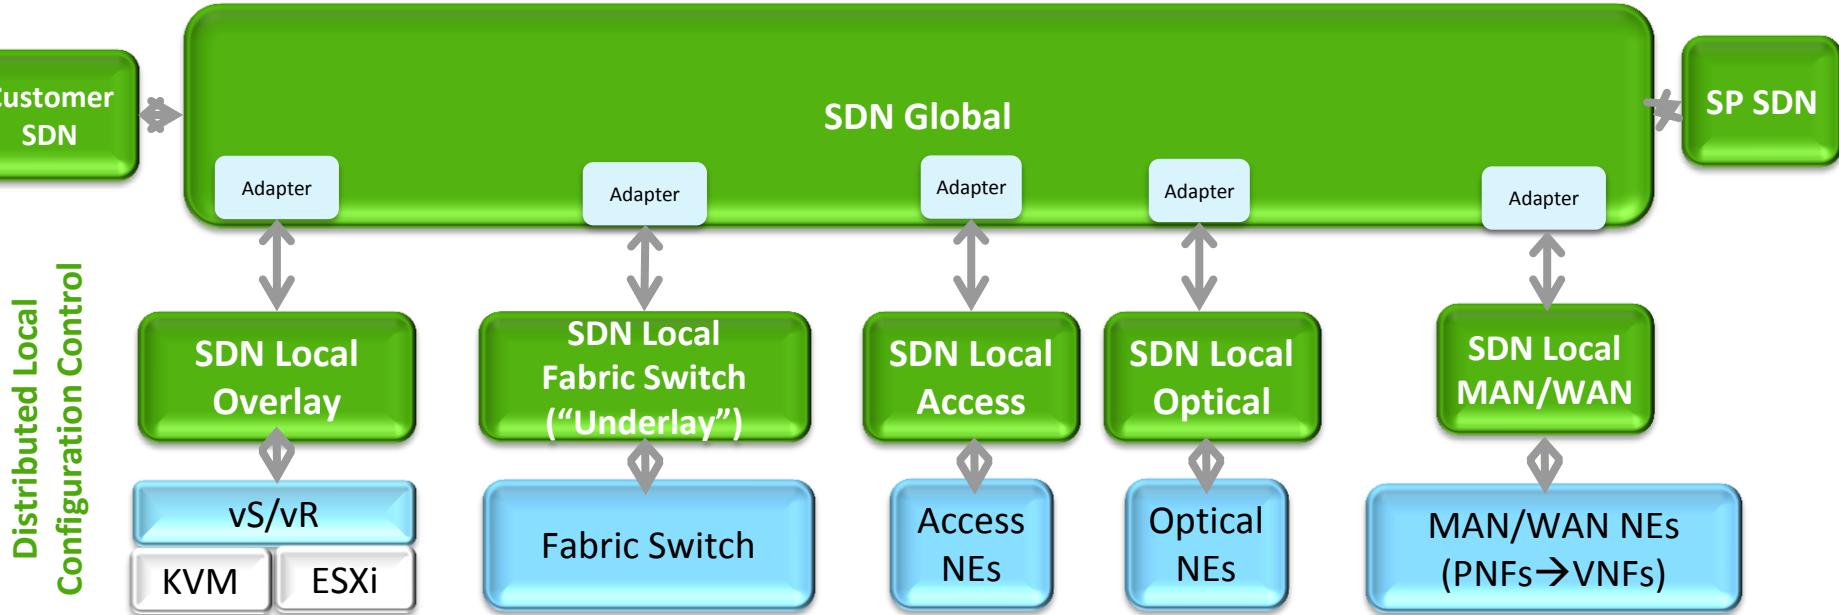 SDN Global
Customer
SDN
SP SDN
Adapter
Adapter
Adapter
Adapter
Adapter
Distributed Local
Configuration Control
SDN Local
Overlay
SDN Local
Fabric Switch
(“Underlay”)
SDN Local
Access
SDN Local
Optical
SDN Local
MAN/WAN
vS/vR
KVM
ESXi
Fabric Switch
Access
NEs
Optical
NEs
MAN/WAN NEs
(PNFs→VNFs)